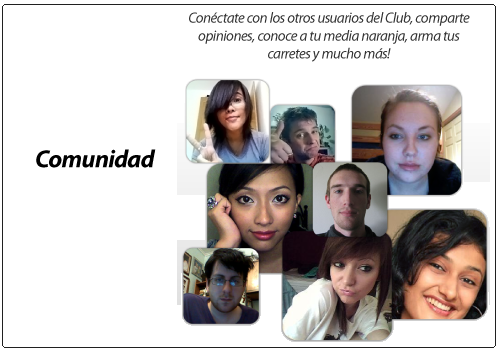 Conéctate con los otros usuarios del Club, comparte
opiniones, conoce a tu media naranja, arma tus
carretes y mucho más!
Comunidad